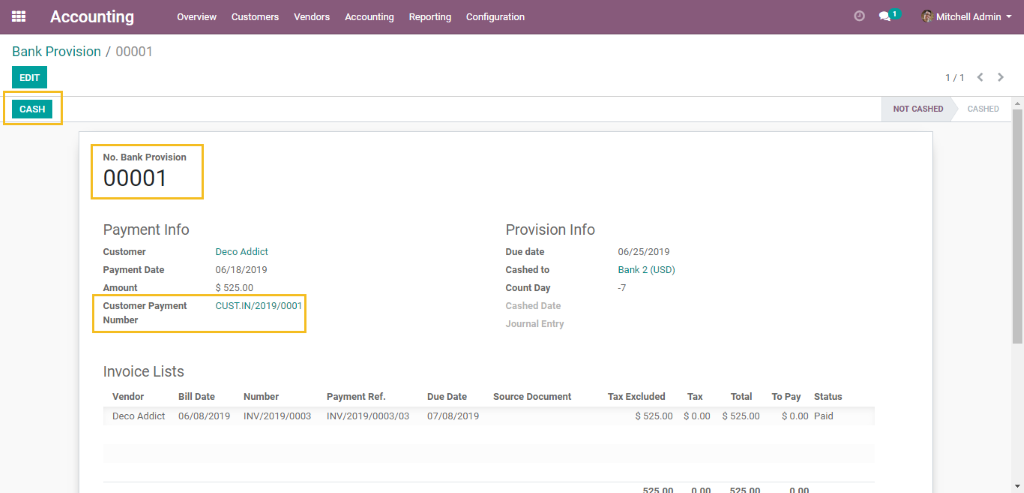 Accounting Overview Customers Vendors Accounting Reporting Configuration 1 Mitchell Admin
Bank Provision / 00001
EDIT 1 / 1
CASH NOT CASHED CASHED
No. Bank Provision
00001
Payment Info Provision Info
Customer Deco Addict Due date 06/25/2019
Payment Date 06/18/2019 Cashed to Bank 2 (USD)
Amount $ 525.00 Count Day -7
Customer Payment CUST.IN/2019/0001 Cashed Date
Number Journal Entry
Invoice Lists
Vendor Bill Date Number Payment Ref. Due Date Source Document Tax Excluded Tax Total To Pay Status
Deco Addict 06/08/2019 INV/2019/0003 INV/2019/0003/03 07/08/2019 $ 525.00 $ 0.00 $ 525.00 $ 0.00 Paid
525.00 0.00 525.00 0.00